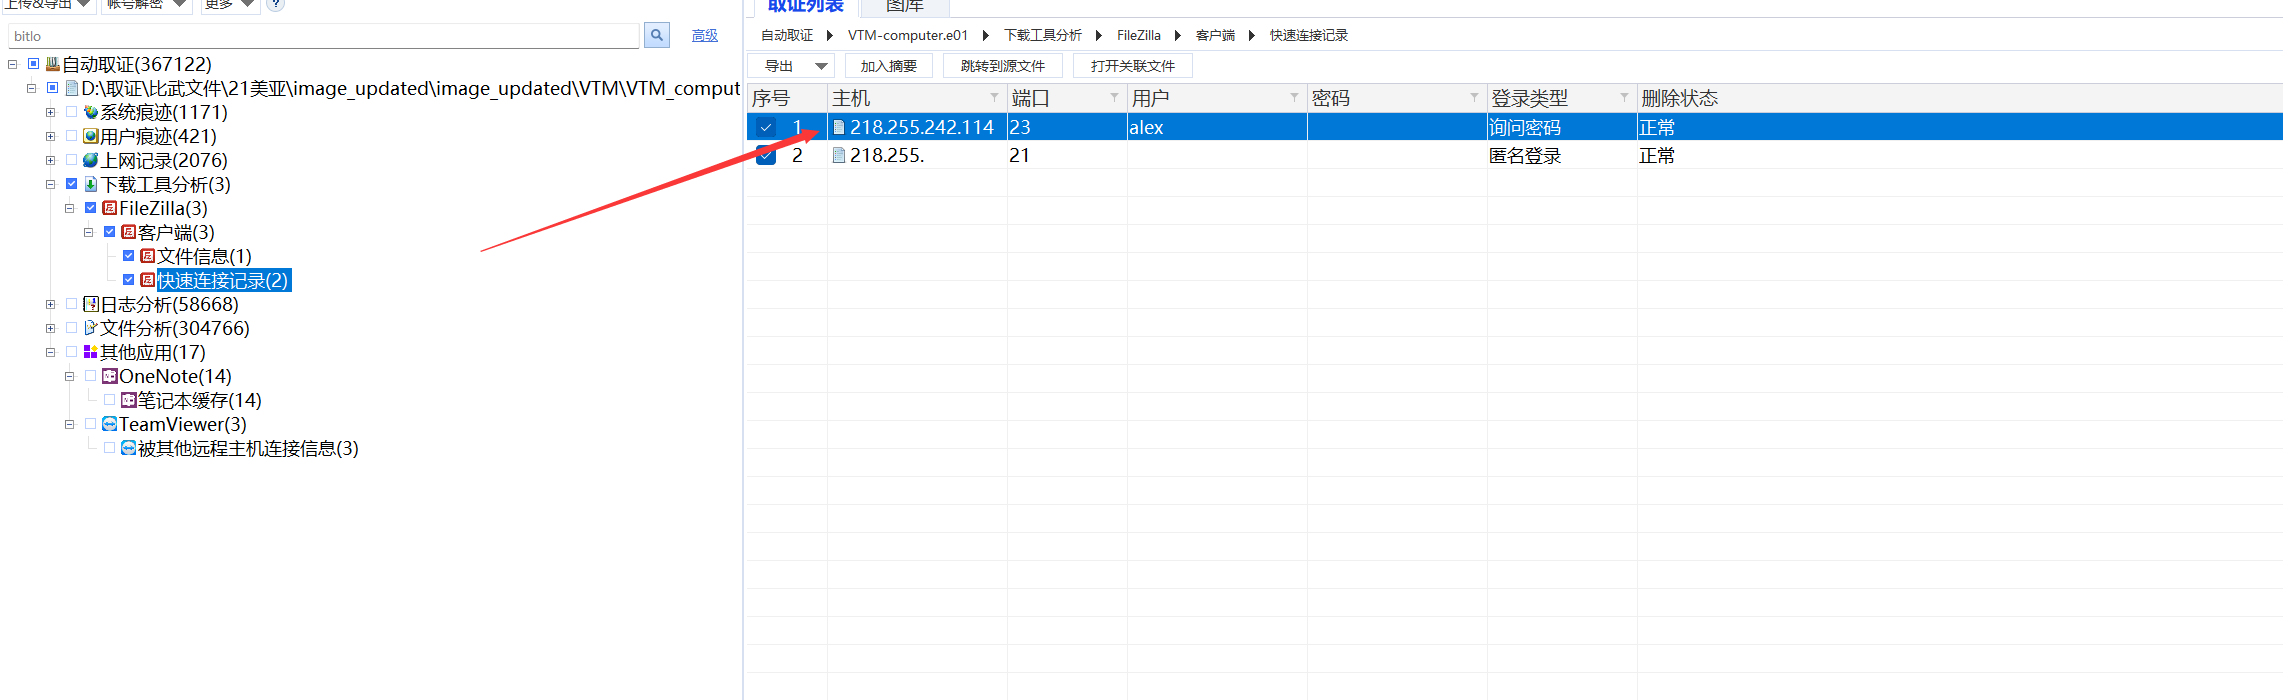 上传&导出 帐号解密 更多 ?
bitlo 高级
自动取证(367122)
D:\取证\比武文件\21美亚\image_updated\image_updated\VTM\VTM_comput
系统痕迹(1171)
用户痕迹(421)
上网记录(2076)
下载工具分析(3)
FileZilla(3)
客户端(3)
文件信息(1)
快速连接记录(2)
日志分析(58668)
文件分析(304766)
其他应用(17)
OneNote(14)
笔记本缓存(14)
TeamViewer(3)
被其他远程主机连接信息(3)
取证列表 图库
自动取证 VTM-computer.e01 下载工具分析 FileZilla 客户端 快速连接记录
导出 加入摘要 跳转到源文件 打开关联文件
序号 主机 端口 用户 密码 登录类型 删除状态
1 218.255.242.114 23 alex 询问密码 正常
2 218.255. 21 匿名登录 正常